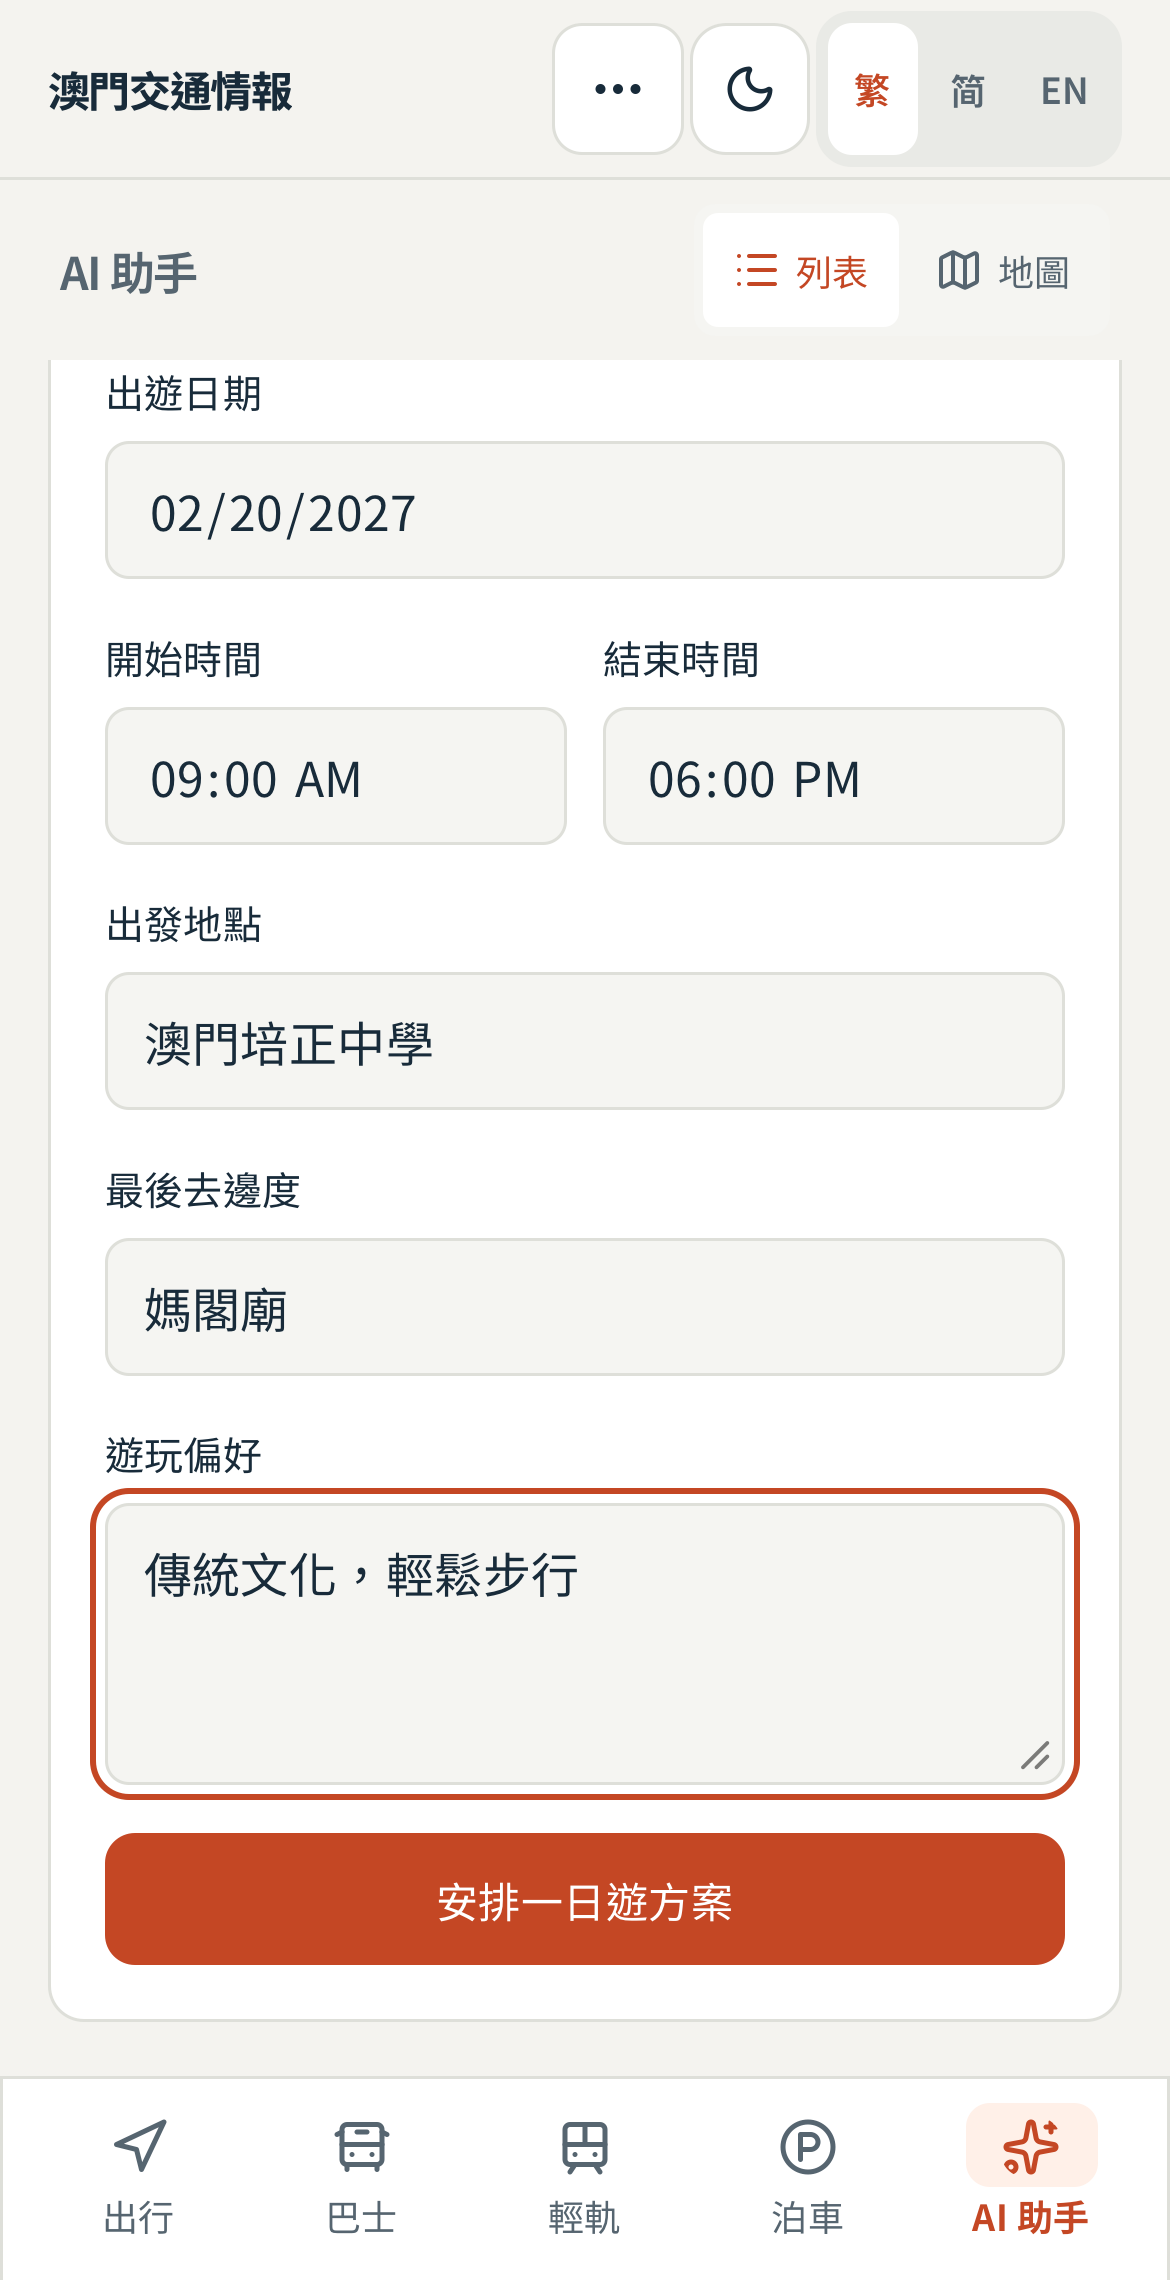 澳門交通情報
繁
简
EN
AI 助手
列表
地圖
出遊日期
02/20/2027
開始時間
結束時間
09:00 AM
06:00 PM
出發地點
澳門培正中學
最後去邊度
媽閣廟
遊玩偏好
傳統文化，輕鬆步行
安排一日遊方案
出行
巴士
輕軌
泊車
AI 助手